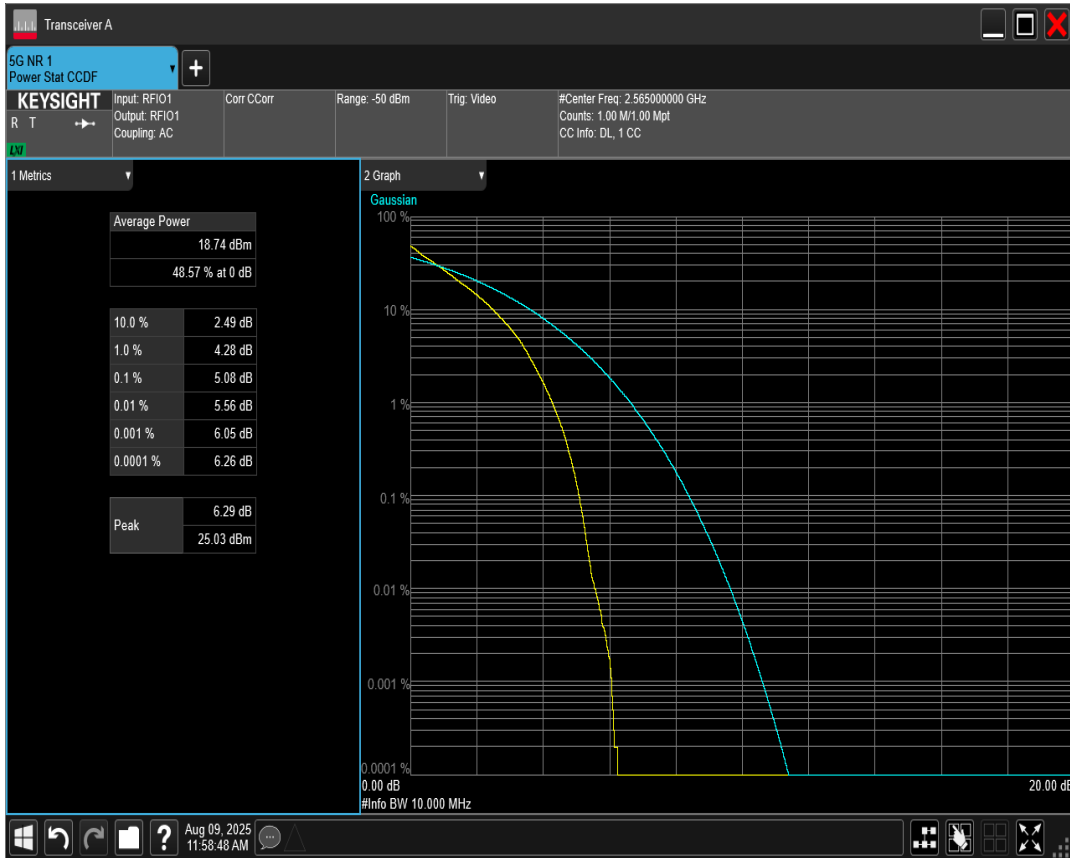 Transceiver A
5G NR 1
Power Stat CCDF
KEYSIGHT
R T
LXI
Input: RFIO1
Output: RFIO1
Coupling: AC
Corr CCorr
Range: -50 dBm
Trig: Video
#Center Freq: 2.565000000 GHz
Counts: 1.00 M/1.00 Mpt
CC Info: DL, 1 CC
1 Metrics
Average Power
18.74 dBm
48.57 % at 0 dB
10.0 % 2.49 dB
1.0 % 4.28 dB
0.1 % 5.08 dB
0.01 % 5.56 dB
0.001 % 6.05 dB
0.0001 % 6.26 dB
Peak
6.29 dB
25.03 dBm
2 Graph
Gaussian
100 %
10 %
1 %
0.1 %
0.01 %
0.001 %
0.0001 %
0.00 dB 20.00 dB
#Info BW 10.000 MHz
? Aug 09, 2025
11:58:48 AM